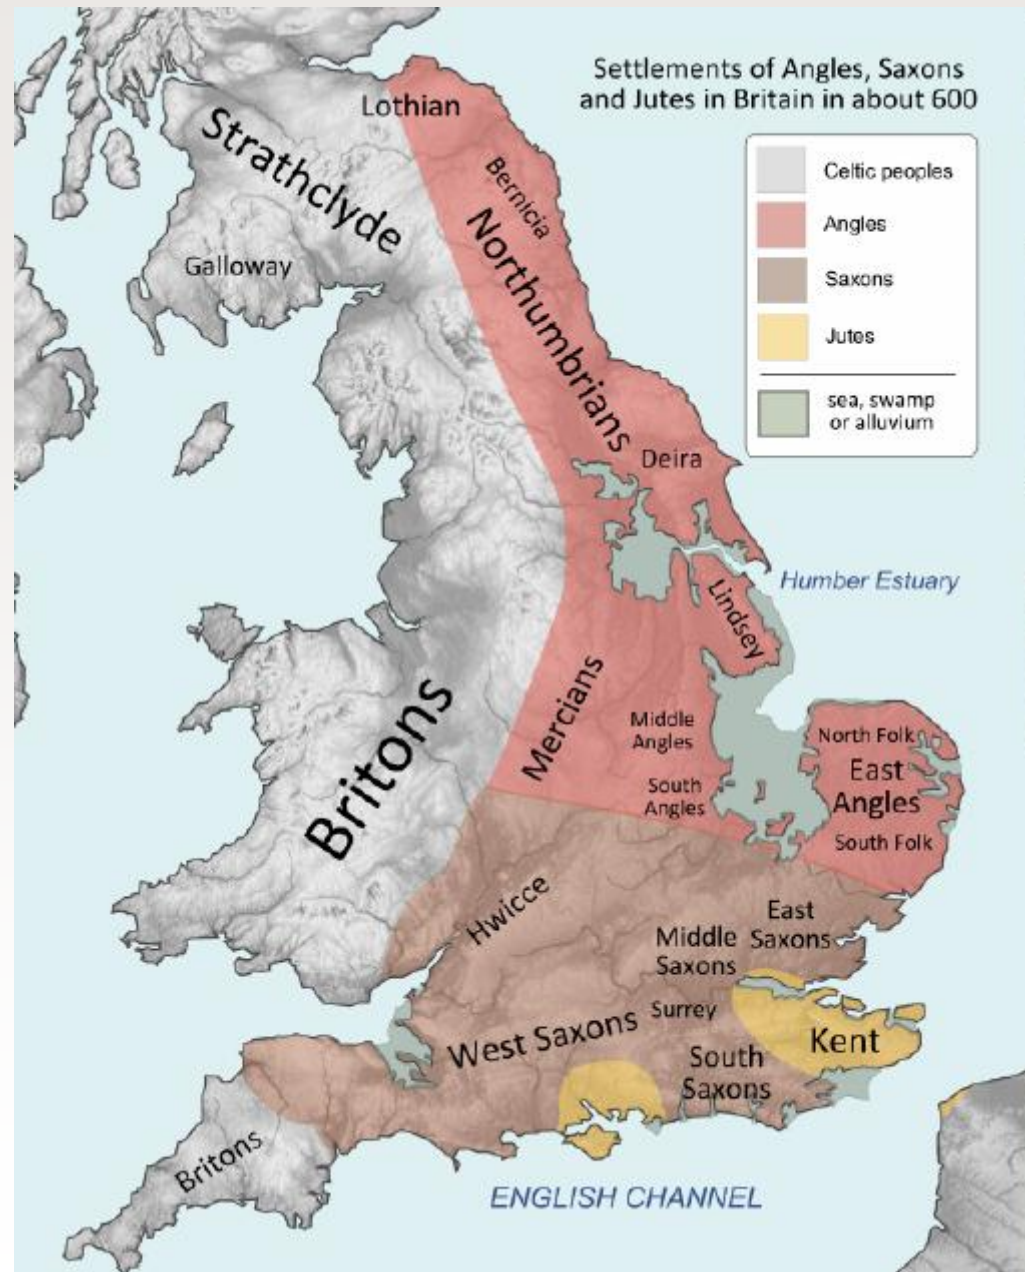 Settlements of Angles, Saxons
and Jutes in Britain in about 600
Celtic peoples
Angles
Saxons
Jutes
sea, swamp
or alluvium
Lothian
Strathclyde
Bernicia
Northumbrians
Galloway
Deira
Humber Estuary
Lindsey
Mercians
Britons
Middle
Angles
South
Angles
North Folk
East
Angles
South Folk
Hwicce
East
Saxons
Middle
Saxons
Surrey
West Saxons
Kent
South
Saxons
Britons
ENGLISH CHANNEL